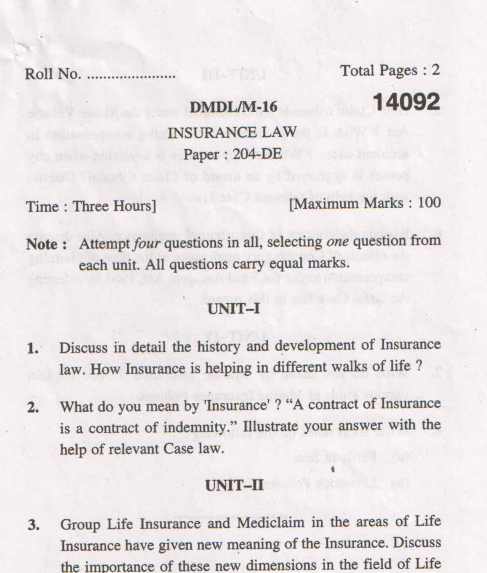 Roll No. ......................
Total Pages : 2
DMDL/M-16
14092
INSURANCE LAW
Paper : 204-DE
Time : Three Hours]
[Maximum Marks : 100
Note : Attempt four questions in all, selecting one question from
each unit. All questions carry equal marks.
UNIT–I
1. Discuss in detail the history and development of Insurance
law. How Insurance is helping in different walks of life ?
2. What do you mean by 'Insurance' ? “A contract of Insurance
is a contract of indemnity.” Illustrate your answer with the
help of relevant Case law.
UNIT–II
3. Group Life Insurance and Mediclaim in the areas of Life
Insurance have given new meaning of the Insurance. Discuss
the importance of these new dimensions in the field of Life